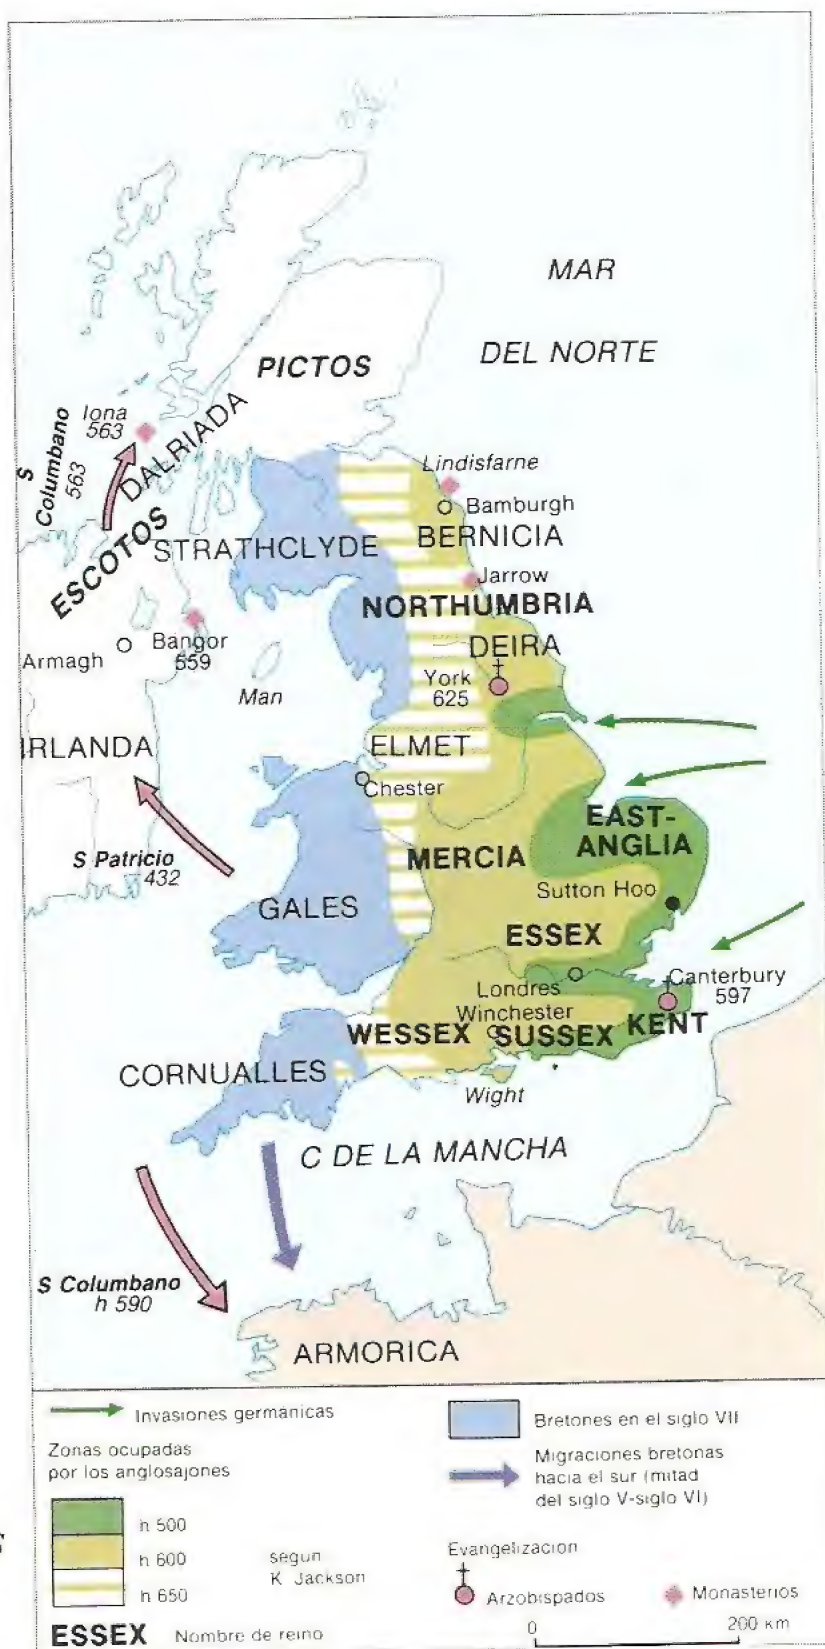 MAR
DEL NORTE
PICTOS
Iona
563
S
Columbano
563
DALRIADA
ESCOTOS
Lindisfarne
Bamburgh
STRATHCLYDE
BERNICIA
Jarrow
NORTHUMBRIA
DEIRA
Armagh
Bangor
559
York
625
Man
IRLANDA
ELMET
Chester
EAST-
ANGLIA
S Patricio
432
MERCIA
Sutton Hoo
GALES
ESSEX
Londres
Canterbury
597
Winchester
WESSEX
SUSSEX
KENT
CORNUALLES
Wight
C DE LA MANCHA
S Columbano
h 590
ARMORICA
Invasiones germánicas
Zonas ocupadas
por los anglosajones
h 500
h 600
h 650
segun
K Jackson
ESSEX Nombre de reino
Bretones en el siglo VII
Migraciones bretonas
hacia el sur (mitad
del siglo V-siglo VI)
Evangelizacion
Arzobispados
Monasterios
0 200 км